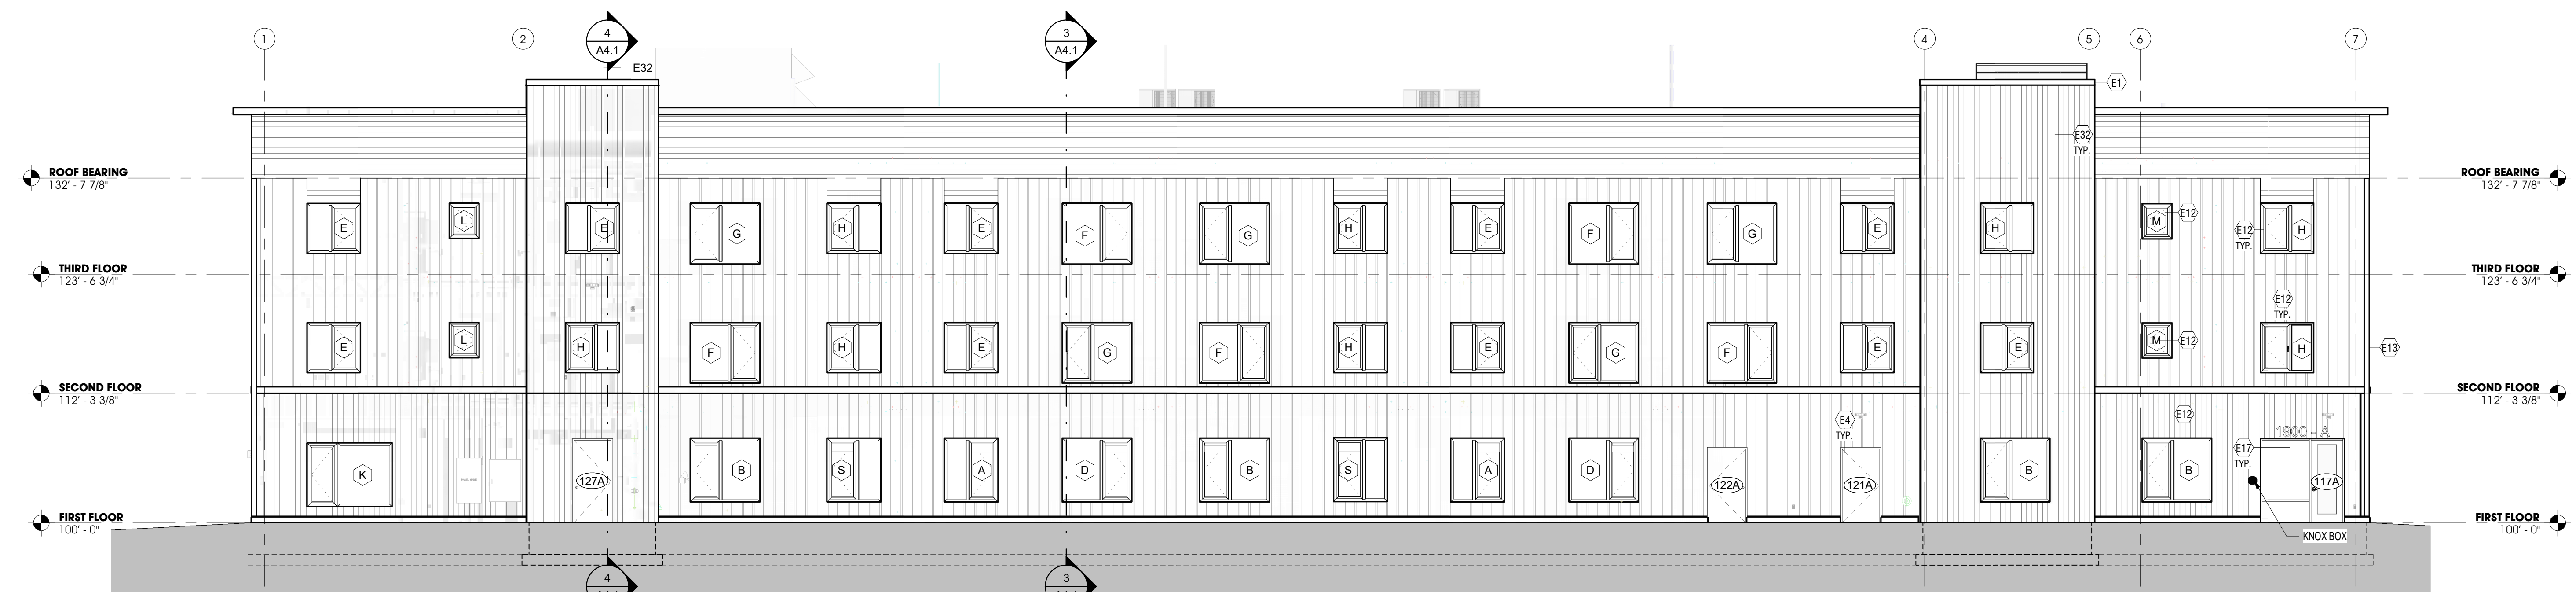 1
2
4
A4.1
3
A4.1
4
5
6
7
E32
E1
E32
TYP.
ROOF BEARING
132' - 7 7/8"
ROOF BEARING
132' - 7 7/8"
E
L
E
G
H
E
F
G
H
E
F
G
E
H
M
E12
E12
TYP.
H
THIRD FLOOR
123' - 6 3/4"
THIRD FLOOR
123' - 6 3/4"
E12
TYP.
E
L
H
F
H
E
G
F
H
E
G
F
E
E
M
E12
H
E13
SECOND FLOOR
112' - 3 3/8"
SECOND FLOOR
112' - 3 3/8"
E4
TYP.
E12
1900 - A
E17
TYP.
K
127A
B
S
A
D
B
S
A
D
122A
121A
B
B
117A
FIRST FLOOR
100' - 0"
FIRST FLOOR
100' - 0"
KNOX BOX
4
3